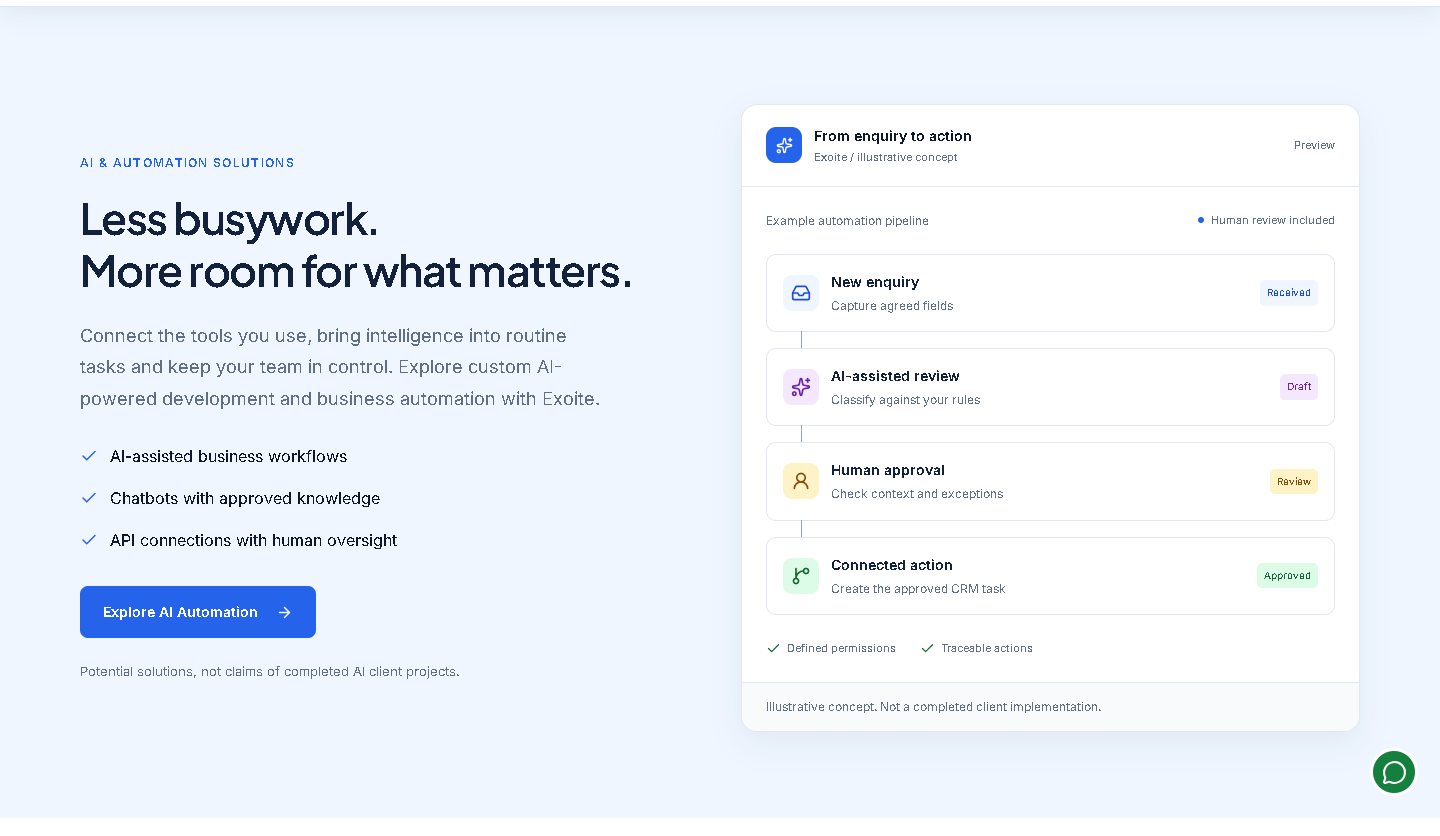 AI & AUTOMATION SOLUTIONS
Less busywork.
More room for what matters.
Connect the tools you use, bring intelligence into routine
tasks and keep your team in control. Explore custom AI-
powered development and business automation with Exoite.
AI-assisted business workflows
Chatbots with approved knowledge
API connections with human oversight
Explore AI Automation
Potential solutions, not claims of completed AI client projects.
From enquiry to action
Exoite / illustrative concept
Preview
Example automation pipeline
Human review included
New enquiry
Capture agreed fields
Received
AI-assisted review
Classify against your rules
Draft
Human approval
Check context and exceptions
Review
Connected action
Create the approved CRM task
Approved
Defined permissions
Traceable actions
Illustrative concept. Not a completed client implementation.